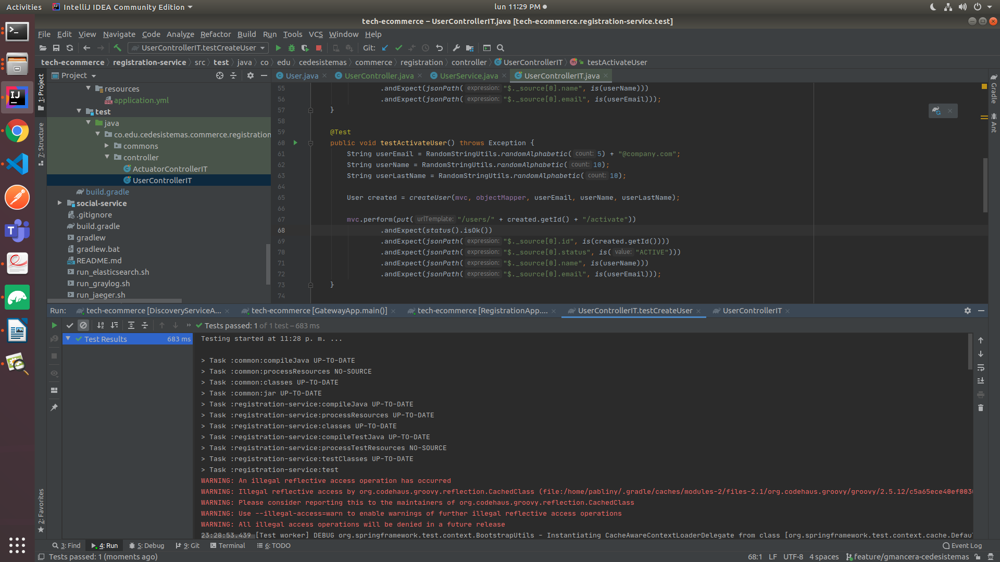 Activities IntelliJ IDEA Community Edition lun 11:29 PM
tech-ecommerce – UserControllerIT.java [tech-ecommerce.registration-service.test]
File Edit View Navigate Code Analyze Refactor Build Run Tools VCS Window Help
UserControllerIT.testCreateUser Git:
tech-ecommerce registration-service src test java co edu cedesistemas commerce registration controller UserControllerIT testActivateUser
1: Project
7: Structure
2: Favorites
Project
resources
application.yml
test
java
co.edu.cedesistemas.commerce.registration
commons
controller
ActuatorControllerIT
UserControllerIT
build.gradle
social-service
.gitignore
build.gradle
gradlew
gradlew.bat
README.md
run_elasticsearch.sh
run_graylog.sh
run_jaeger.sh
User.java UserController.java UserService.java UserControllerIT.java
55 .andExpect(jsonPath( expression: "$._source[0].name", is(userName)))
56 .andExpect(jsonPath( expression: "$._source[0].email", is(userEmail)));
57 }
58
59 @Test
60 public void testActivateUser() throws Exception {
61 String userEmail = RandomStringUtils.randomAlphabetic( count: 5) + "@company.com";
62 String userName = RandomStringUtils.randomAlphabetic( count: 10);
63 String userLastName = RandomStringUtils.randomAlphabetic( count: 10);
64
65 User created = createUser(mvc, objectMapper, userEmail, userName, userLastName);
66
67 mvc.perform(put( urlTemplate: "/users/" + created.getId() + "/activate"))
68 .andExpect(status().isOk())
69 .andExpect(jsonPath( expression: "$._source[0].id", is(created.getId())))
70 .andExpect(jsonPath( expression: "$._source[0].status", is( value: "ACTIVE")))
71 .andExpect(jsonPath( expression: "$._source[0].name", is(userName)))
72 .andExpect(jsonPath( expression: "$._source[0].email", is(userEmail)));
73 }
74
Gradle
Ant
Run: tech-ecommerce [DiscoveryServiceA... tech-ecommerce [GatewayApp.main()] tech-ecommerce [RegistrationApp.... UserControllerIT.testCreateUser UserControllerIT
Tests passed: 1 of 1 test – 683 ms
Test Results 683 ms
Testing started at 11:28 p. m. ...
> Task :common:compileJava UP-TO-DATE
> Task :common:processResources NO-SOURCE
> Task :common:classes UP-TO-DATE
> Task :common:jar UP-TO-DATE
> Task :registration-service:compileJava UP-TO-DATE
> Task :registration-service:processResources UP-TO-DATE
> Task :registration-service:classes UP-TO-DATE
> Task :registration-service:compileTestJava UP-TO-DATE
> Task :registration-service:processTestResources NO-SOURCE
> Task :registration-service:testClasses UP-TO-DATE
> Task :registration-service:test
WARNING: An illegal reflective access operation has occurred
WARNING: Illegal reflective access by org.codehaus.groovy.reflection.CachedClass (file:/home/pabliny/.gradle/caches/modules-2/files-2.1/org.codehaus.groovy/groovy/2.5.12/c5a65ece40ef003
WARNING: Please consider reporting this to the maintainers of org.codehaus.groovy.reflection.CachedClass
WARNING: Use --illegal-access=warn to enable warnings of further illegal reflective access operations
WARNING: All illegal access operations will be denied in a future release
23:28:53.439 [Test worker] DEBUG org.springframework.test.context.BootstrapUtils - Instantiating CacheAwareContextLoaderDelegate from class [org.springframework.test.context.cache.Defau
3: Find 4: Run 5: Debug 9: Git Terminal 6: TODO Event Log
Tests passed: 1 (moments ago) 68:1 LF UTF-8 4 spaces feature/gmancera-cedesistemas